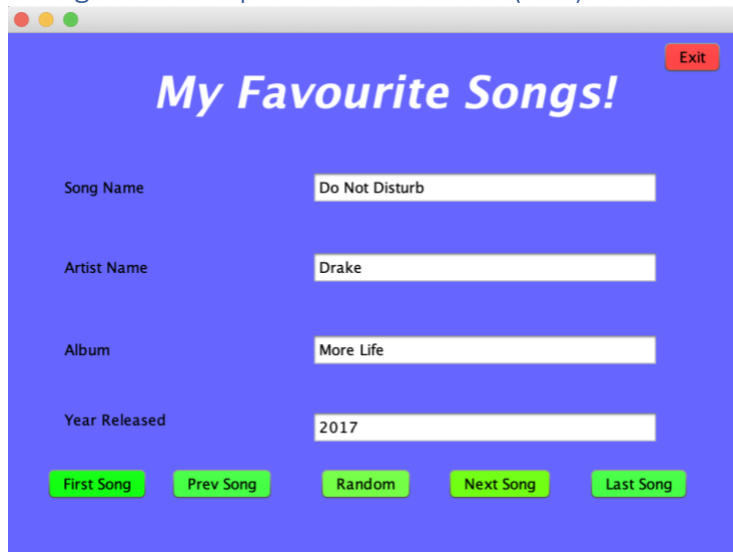 Exit
My Favourite Songs!
Song Name
Do Not Disturb
Artist Name
Drake
Album
More Life
Year Released
2017
First Song Prev Song Random Next Song Last Song